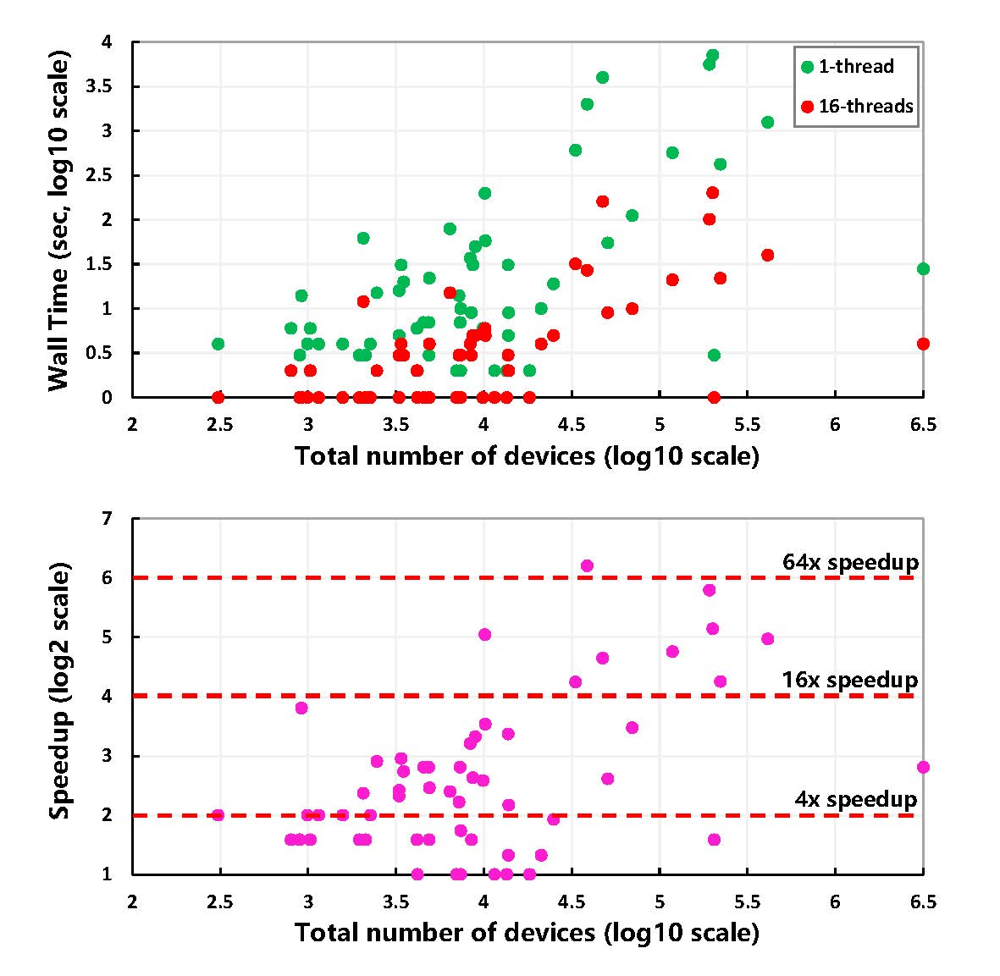 4
3.5
3
2.5
2
1.5
1
0.5
0
Wall Time (sec, log10 scale)
1-thread
16-threads
2 2.5 3 3.5 4 4.5 5 5.5 6 6.5
Total number of devices (log10 scale)
7
6
5
4
3
2
1
Speedup (log2 scale)
64x speedup
16x speedup
4x speedup
2 2.5 3 3.5 4 4.5 5 5.5 6 6.5
Total number of devices (log10 scale)